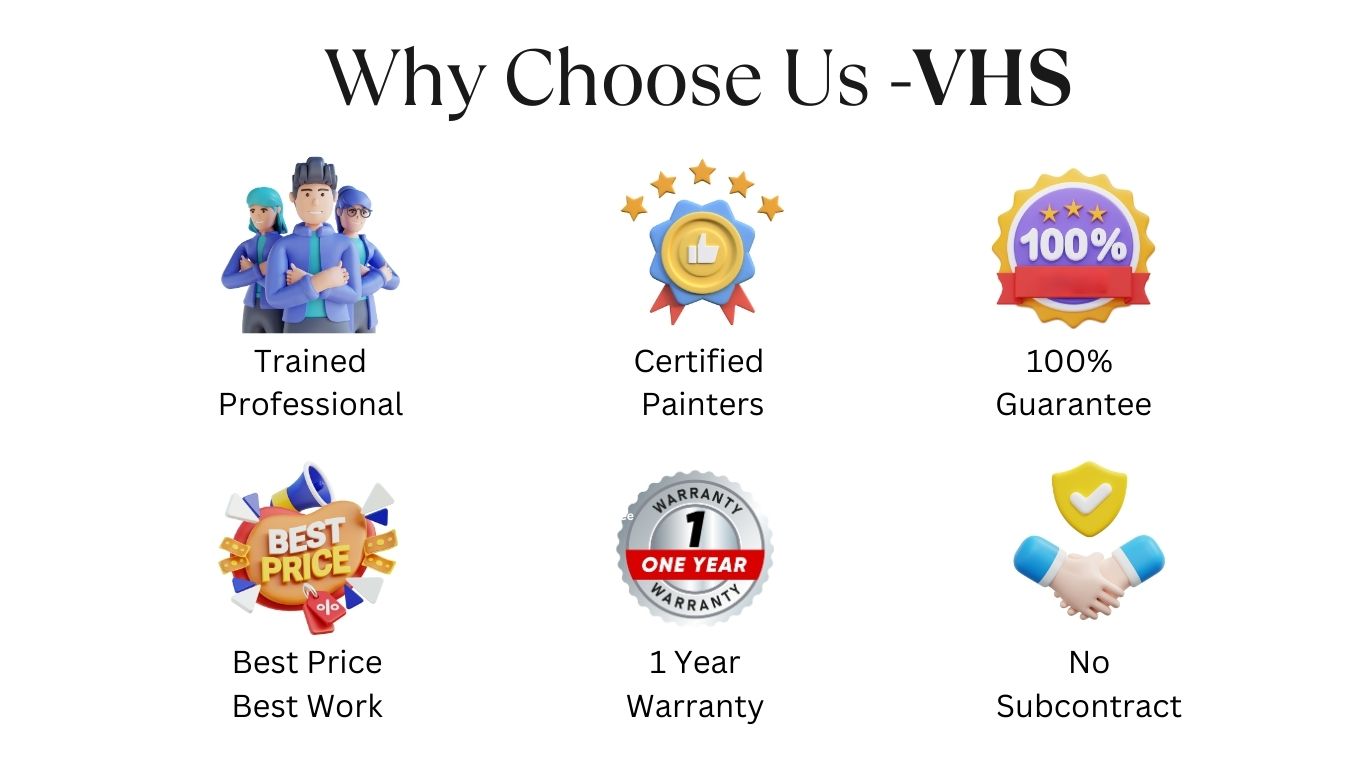 Why Choose Us -VHS
100%
Trained
Professional
Certified
Painters
100%
Guarantee
BEST
PRICE
%
WARRANTY
1
ONE YEAR
WARRANTY
ce
Best Price
Best Work
1 Year
Warranty
No
Subcontract